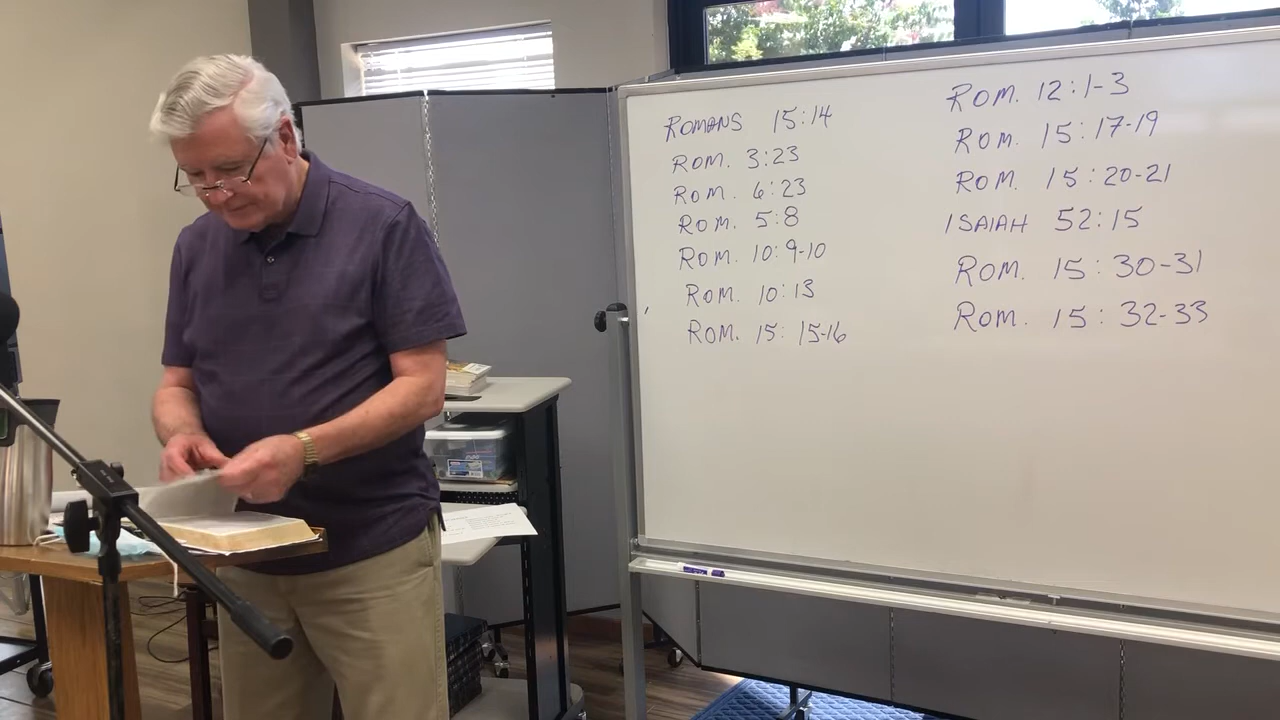 ROMANS 15:14
ROM. 3:23
ROM. 6:23
ROM. 5:8
ROM. 10:9-10
ROM. 10:13
ROM. 15:15-16
ROM. 12:1-3
ROM. 15:17-19
ROM. 15:20-21
ISAIAH 52:15
ROM. 15:30-31
ROM. 15:32-33